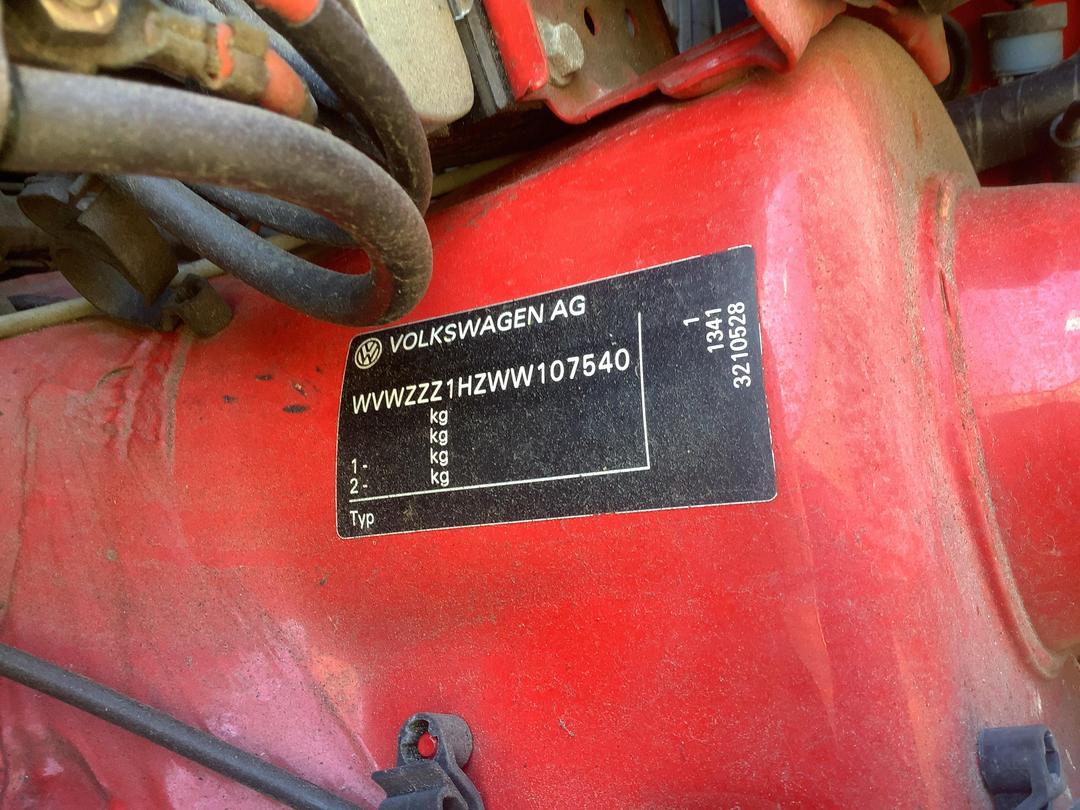 VOLKSWAGEN AG
WVWZZZ1HZWW107540
kg
kg
1- kg
2- kg
Typ
1
1341
3210528